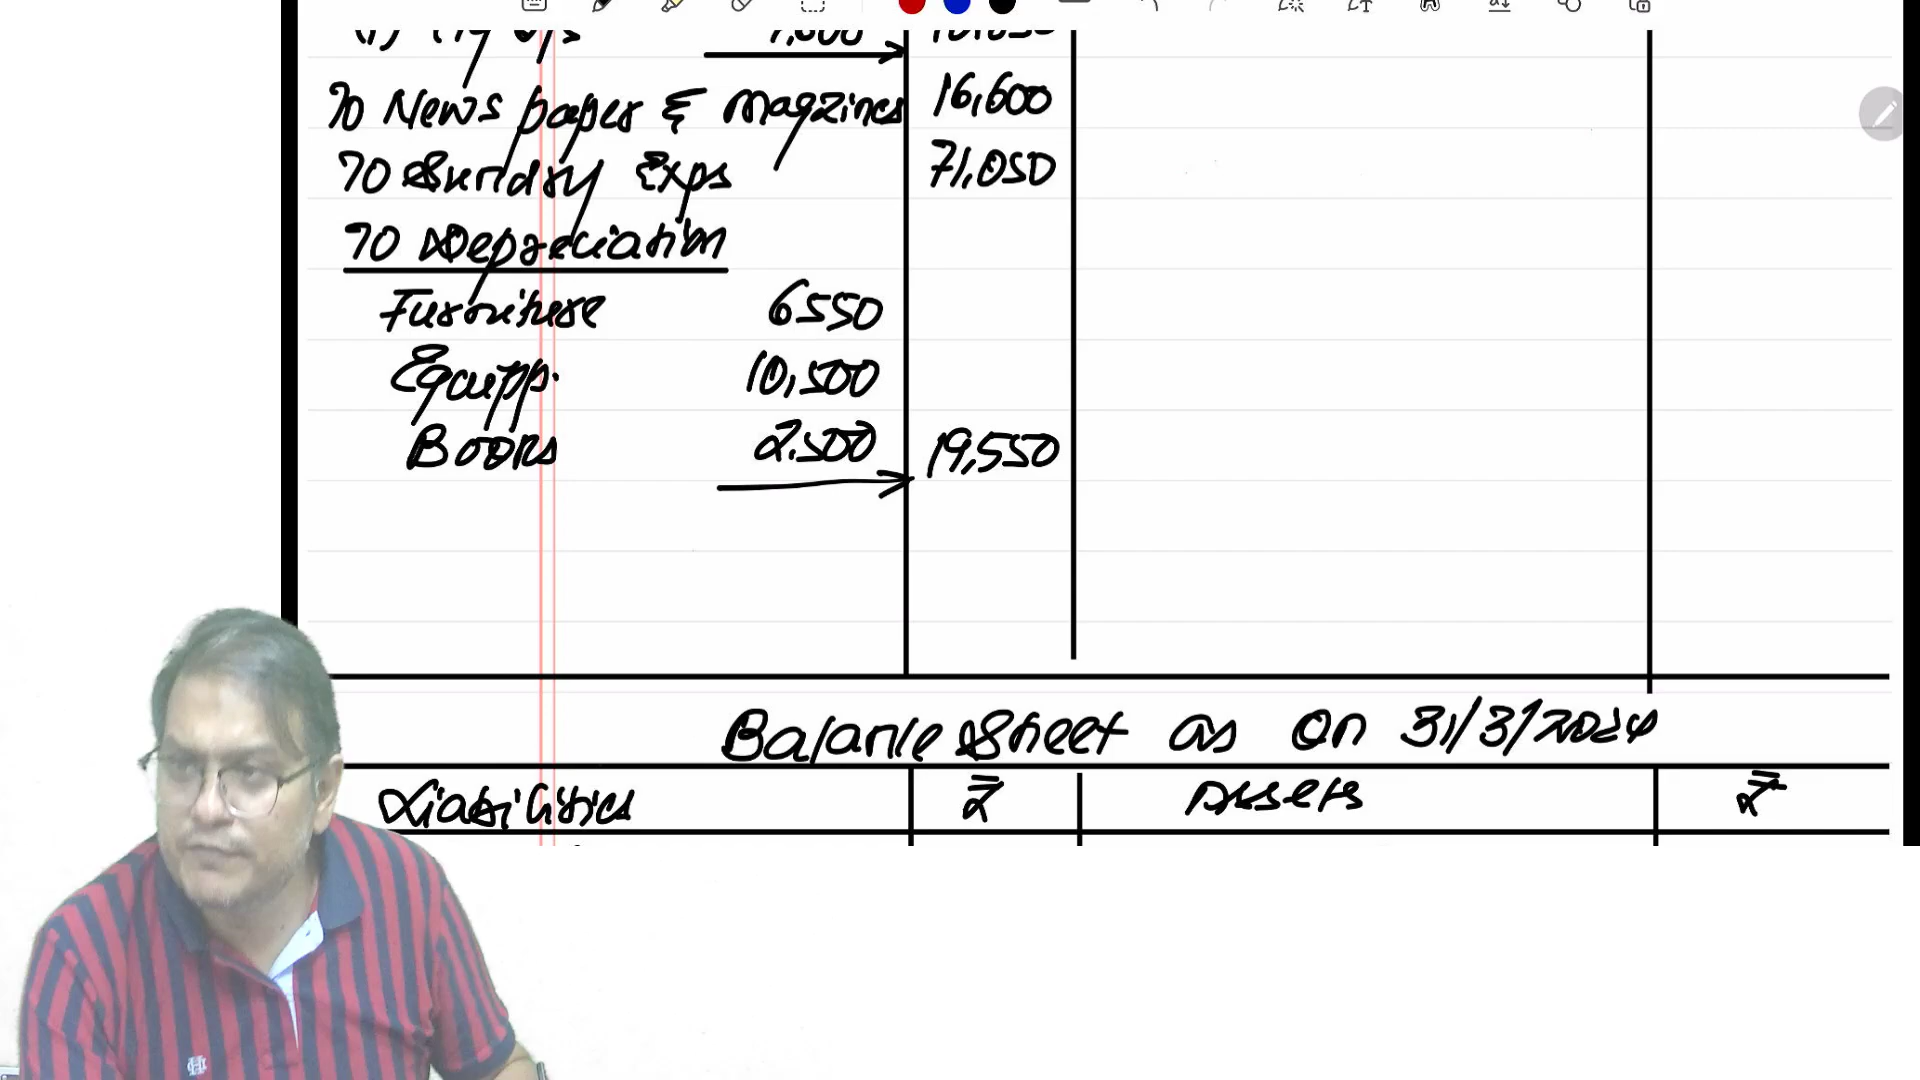 To News paper & Magzines 16,600
To Sundry Exps 71,050
To Depreciation
Furniture 6550
Equipp.  10,500
Books 2,500 19,550
Balance Sheet as on 31/3/2024
Liabilities ₹ Assets ₹